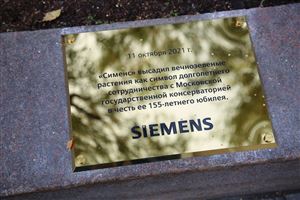 11 октября 2021 г.
«Сименс» высадил вечнозеленые
растения как символ долголетнего
сотрудничества с Московской
государственной консерваторией
в честь ее 155-летнего юбилея.
SIEMENS